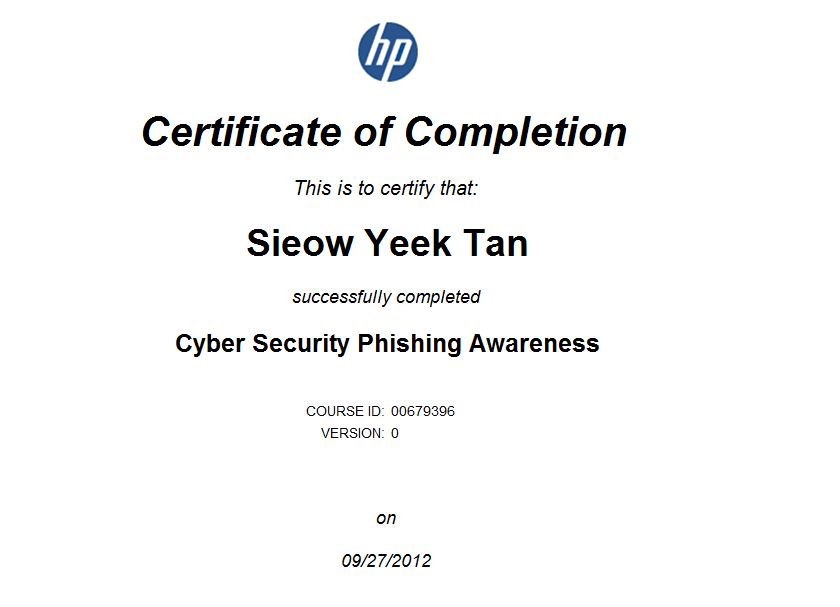 hp
Certificate of Completion
This is to certify that:
Sieow Yeek Tan
successfully completed
Cyber Security Phishing Awareness
COURSE ID: 00679396
VERSION: 0
on
09/27/2012